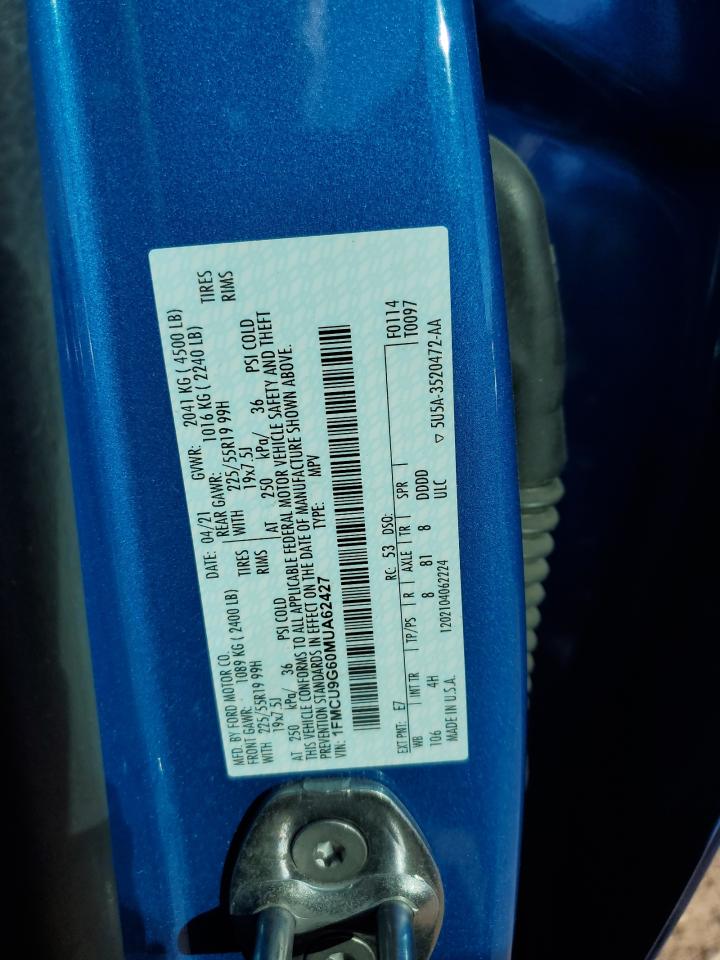 MFD. BY FORD MOTOR CO.
DATE: 04/21 GVWR: 2041 KG ( 4500 LB)
FRONT GAWR: 1089 KG ( 2400 LB) REAR GAWR: 1016 KG ( 2240 LB)
WITH 225/55R19 99H TIRES WITH 225/55R19 99H TIRES
19x7.5J RIMS 19x7.5J RIMS
AT 250 kPa/ 36 PSI COLD AT 250 kPa/ 36 PSI COLD
THIS VEHICLE CONFORMS TO ALL APPLICABLE FEDERAL MOTOR VEHICLE SAFETY AND THEFT
PREVENTION STANDARDS IN EFFECT ON THE DATE OF MANUFACTURE SHOWN ABOVE.
VIN: 1FMCU9G60MUA62427 TYPE: MPV
EXT PNT: E7 RC: 53 DSO: F0114
T0097
WB INT TR TP/PS R AXLE TR SPR
106 4H 8 81 8 DDDD
MADE IN U.S.A. 1202104062224 ULC ▽ 5U5A-3520472-AA